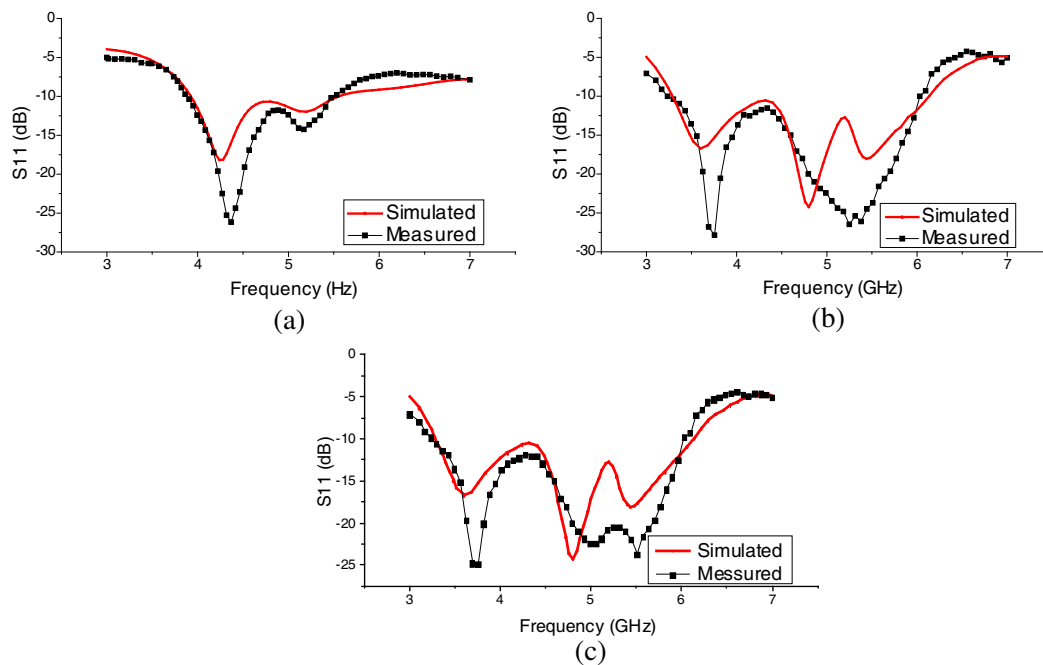 0
-5
-10
-15
-20
-25
-30
S11 (dB)
3 4 5 6 7
Frequency (Hz)
Simulated
Measured
(a)
0
-5
-10
-15
-20
-25
-30
S11 (dB)
3 4 5 6 7
Frequency (GHz)
Simulated
Measured
(b)
0
-5
-10
-15
-20
-25
S11 (dB)
3 4 5 6 7
Frequency (GHz)
Simulated
Messured
(c)